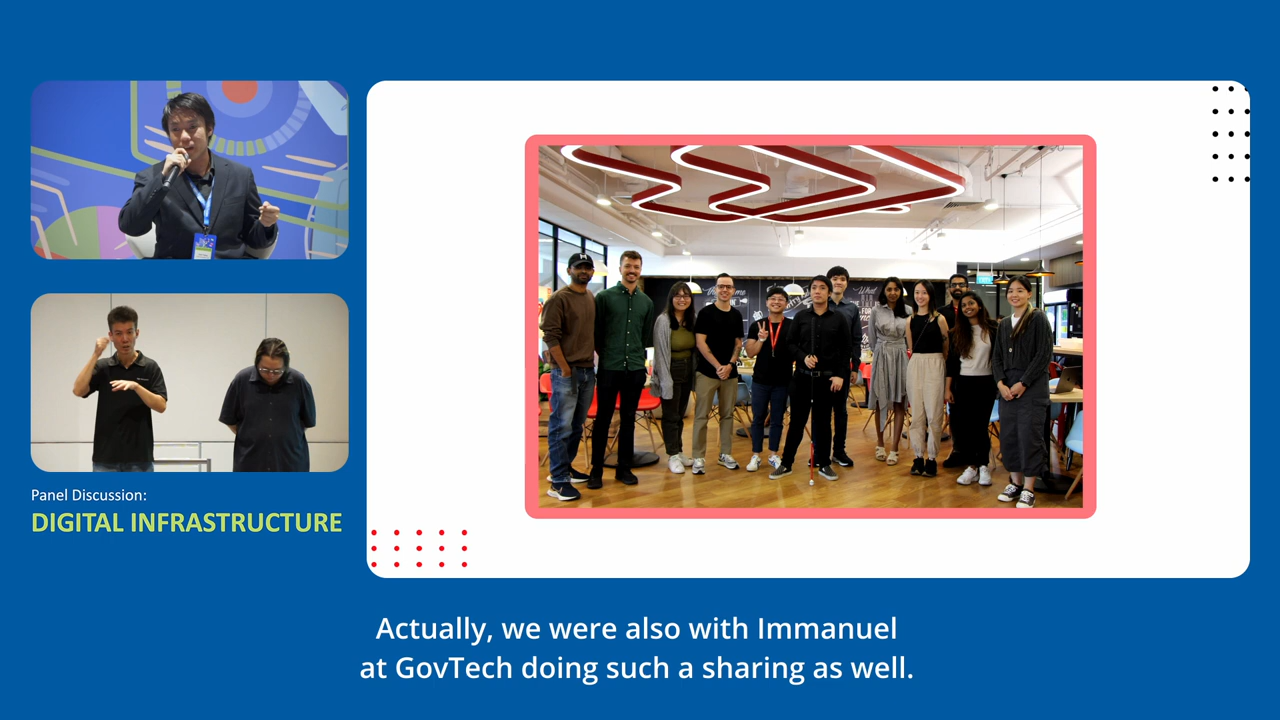 Panel Discussion:
DIGITAL INFRASTRUCTURE
Actually, we were also with Immanuel
at GovTech doing such a sharing as well.